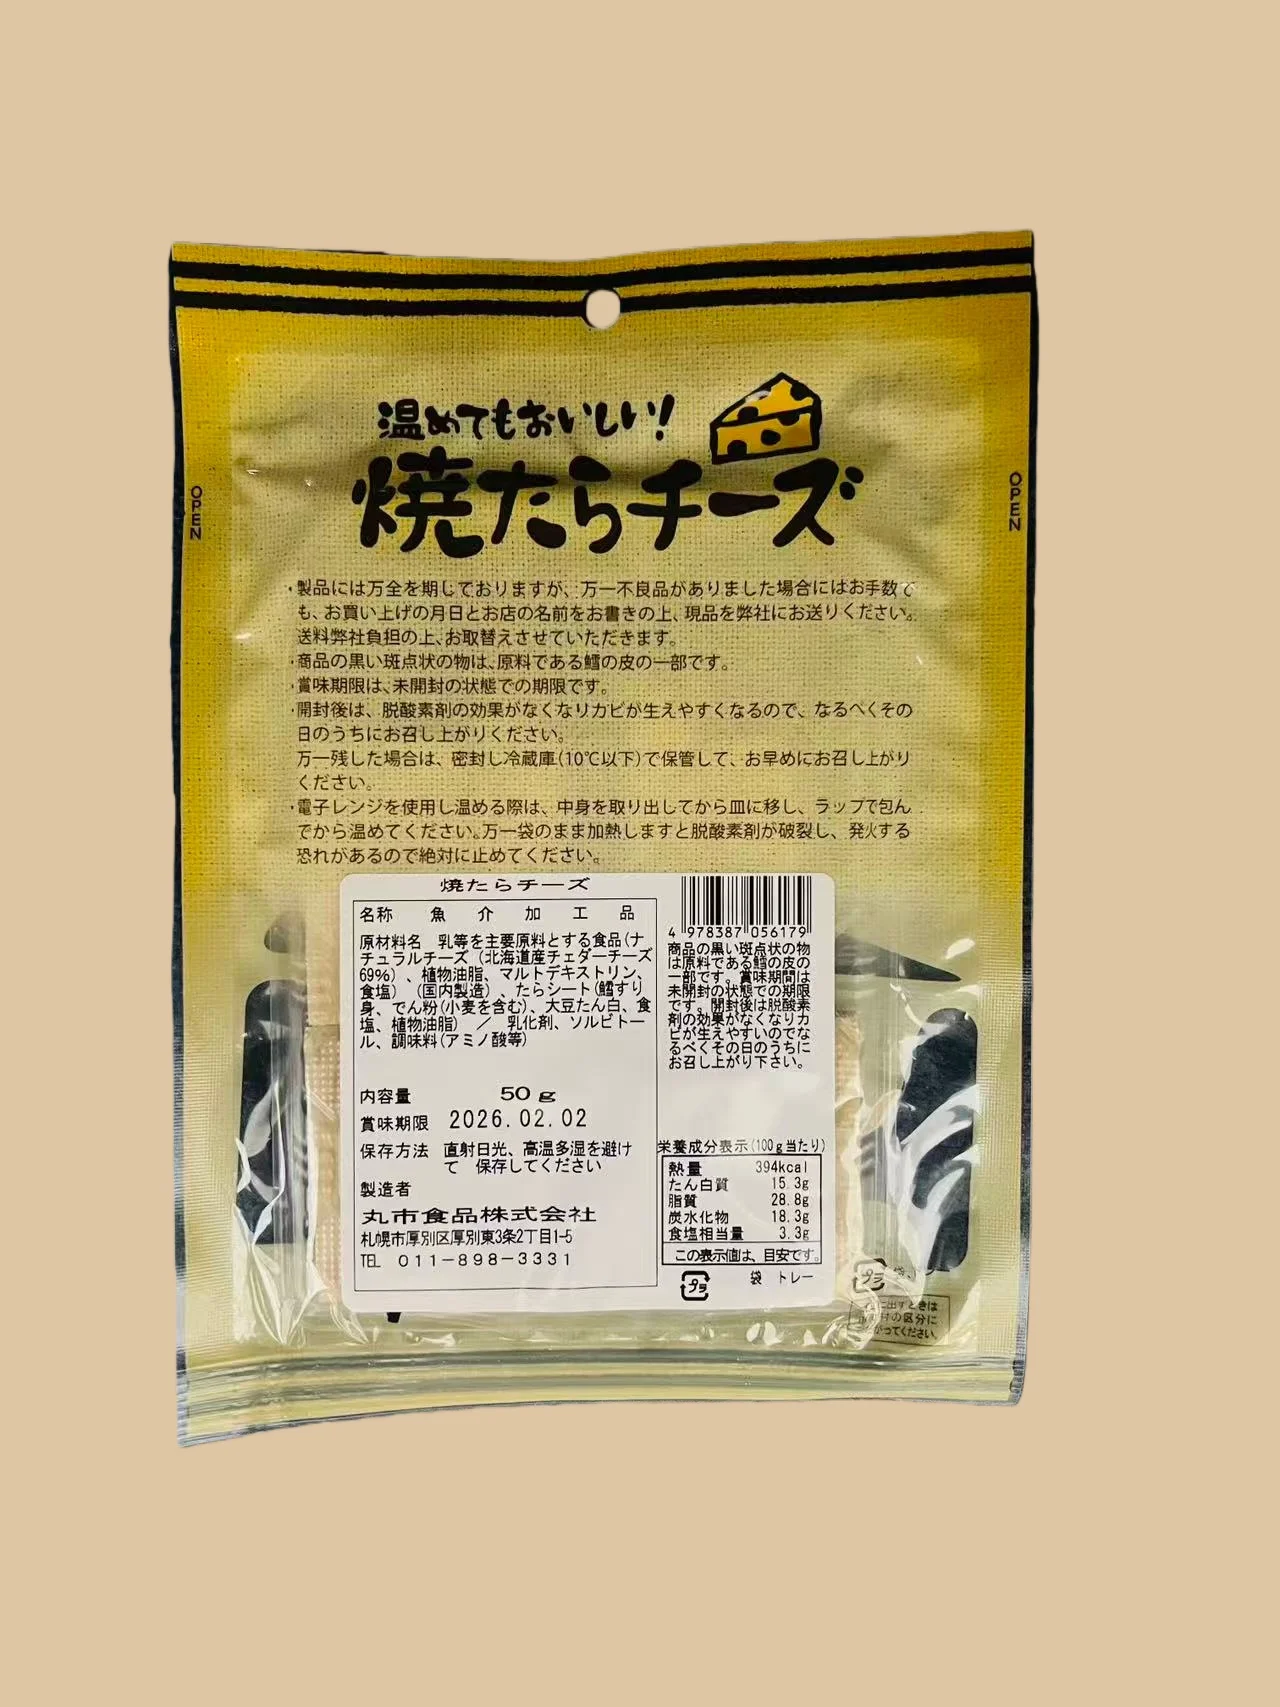 温めてもおいしい!
焼たらチーズ
OPEN
OPEN
・製品には万全を期しておりますが、万一不良品がありました場合にはお手数で
も、お買い上げの月日とお店の名前をお書きの上、現品を弊社にお送りください。
送料弊社負担の上、お取替えさせていただきます。
・商品の黒い斑点状の物は、原料である鱈の皮の一部です。
・賞味期限は、未開封の状態での期限です。
・開封後は、脱酸素剤の効果がなくなりカビが生えやすくなるので、なるべくその
日のうちにお召し上がりください。
万一残した場合は、密封し冷蔵庫(10℃以下)で保管して、お早めにお召し上がり
ください。
・電子レンジを使用し温める際は、中身を取り出してから皿に移し、ラップで包ん
でから温めてください。万一袋のまま加熱しますと脱酸素剤が破裂し、発火する
恐れがあるので絶対に止めてください。
焼たらチーズ
名称 魚介加工品
原材料名 乳等を主要原料とする食品(ナ
チュラルチーズ(北海道産チェダーチーズ
69%)、植物油脂、マルトデキストリン、
食塩)(国内製造)、たらシート(鱈すり
身、でん粉(小麦を含む)、大豆たん白、食
塩、植物油脂)/ 乳化剤、ソルビトー
ル、調味料(アミノ酸等)
内容量 50g
賞味期限 2026.02.02
保存方法 直射日光、高温多湿を避け
て 保存してください
製造者
丸市食品株式会社
札幌市厚別区厚別東3条2丁目1-5
TEL 011-898-3331
4 978387 056179
商品の黒い斑点状の物
は原料である鱈の皮の
一部です。賞味期間は
未開封の状態での期限
です。開封後は脱酸素
剤の効果がなくなりカ
ビが生えやすいのでな
るべくその日のうちに
お召し上がり下さい。
栄養成分表示(100g当たり)
熱量 394kcal
たん白質 15.3g
脂質 28.8g
炭水化物 18.3g
食塩相当量 3.3g
この表示値は、目安です。
プラ
袋 トレー
プラ
に出すときは
の区分に
がってください。